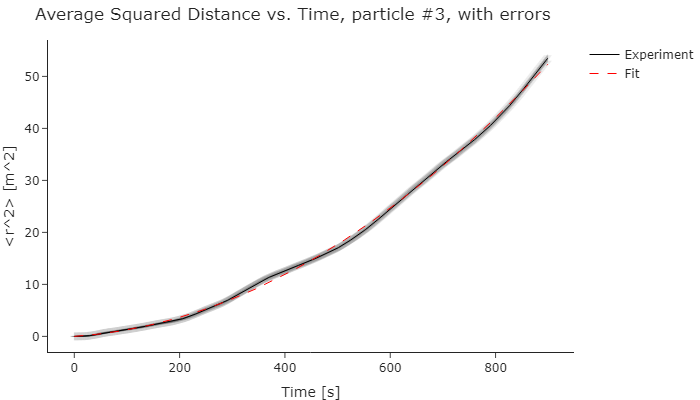 Average Squared Distance vs. Time, particle #3, with errors
Experiment
Fit
<r^2> [m^2]
50
40
30
20
10
0
0 200 400 600 800
Time [s]